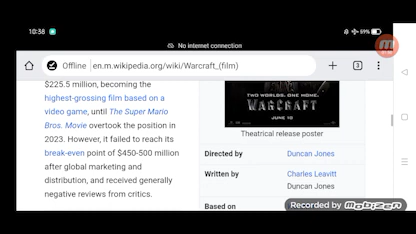 10:38
59%
No internet connection
Offline
en.m.wikipedia.org/wiki/Warcraft_(film)
3
$225.5 million, becoming the
highest-grossing film based on a
video game, until The Super Mario
Bros. Movie overtook the position in
2023. However, it failed to reach its
break-even point of $450-500 million
after global marketing and
distribution, and received generally
negative reviews from critics.
TWO WORLDS. ONE HOME.
WARCRAFT
JUNE 10
Theatrical release poster
Directed by
Duncan Jones
Written by
Charles Leavitt
Duncan Jones
Based on
Recorded by
MOBIZEN